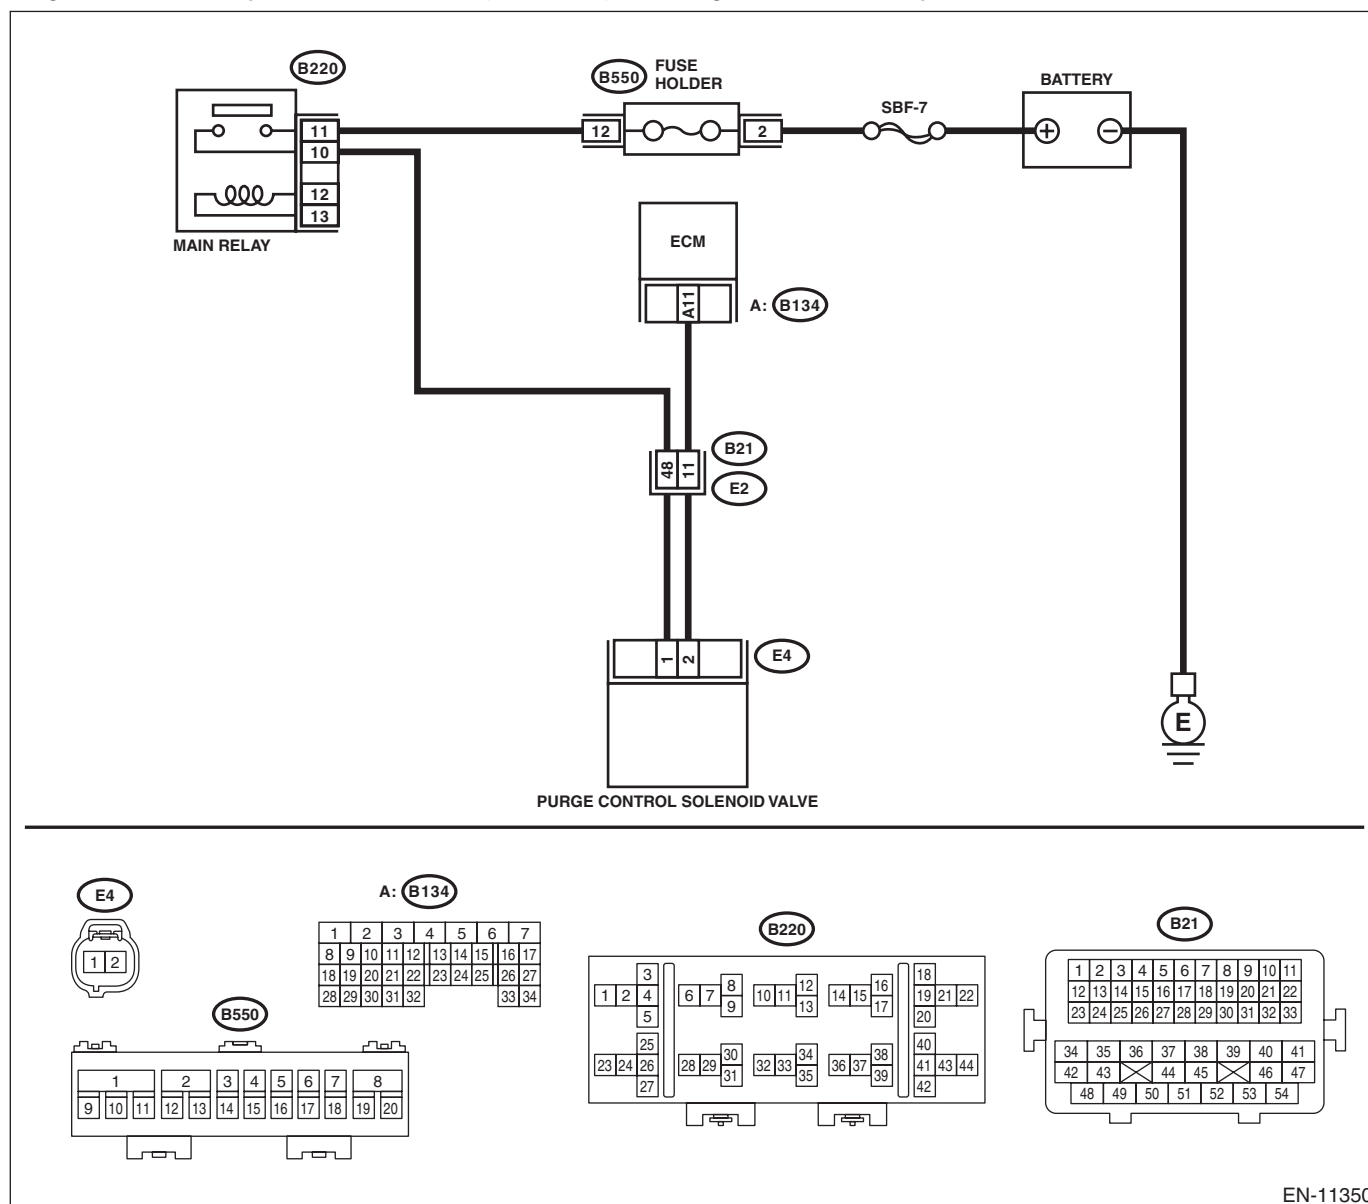 B220
B550
FUSE
HOLDER
SBF-7
BATTERY
11
10
12
13
12
2
MAIN RELAY
ECM
A11
A: B134
48 11
B21
E2
1 2
E4
E
PURGE CONTROL SOLENOID VALVE
E4
1 2
A: B134
1 2 3 4 5 6 7
8 9 10 11 12 13 14 15 16 17
18 19 20 21 22 23 24 25 26 27
28 29 30 31 32 33 34
B550
1 2 3 4 5 6 7 8
9 10 11 12 13 14 15 16 17 18 19 20
B220
3 8 12 16 18
1 2 4 6 7 10 11 14 15 19 21 22
5 9 13 17 20
25 30 34 38 40
23 24 26 28 29 32 33 36 37 41 43 44
27 31 35 39 42
B21
1 2 3 4 5 6 7 8 9 10 11
12 13 14 15 16 17 18 19 20 21 22
23 24 25 26 27 28 29 30 31 32 33
34 35 36 37 38 39 40 41
42 43 44 45 46 47
48 49 50 51 52 53 54
EN-11350